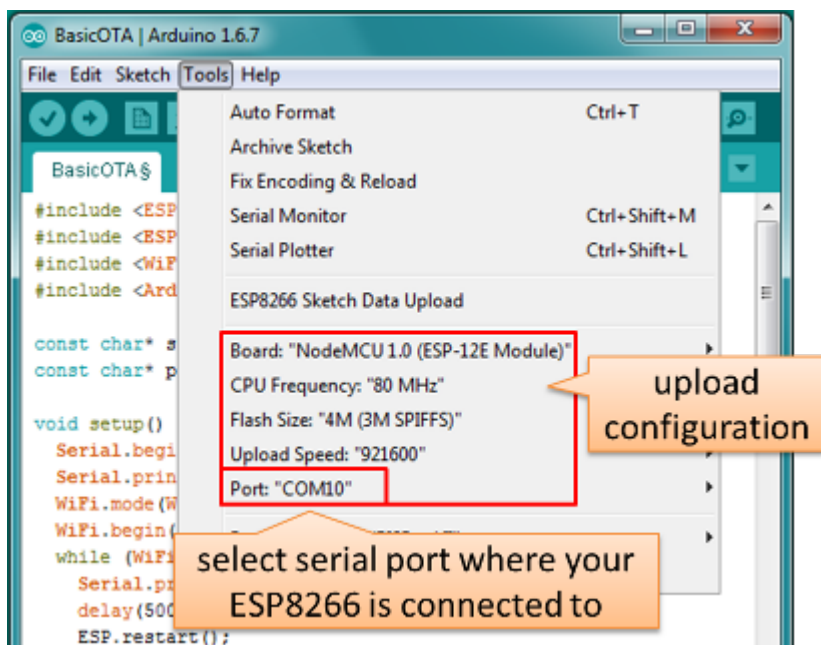 BasicOTA | Arduino 1.6.7
File Edit Sketch Tools Help
Auto Format Ctrl+T
Archive Sketch
BasicOTA §
Fix Encoding & Reload
#include <ESP
Serial Monitor Ctrl+Shift+M
#include <ESP
Serial Plotter Ctrl+Shift+L
#include <WiF
#include <Ard
ESP8266 Sketch Data Upload
const char* s
Board: "NodeMCU 1.0 (ESP-12E Module)"
const char* p
CPU Frequency: "80 MHz"
upload
configuration
void setup()
Flash Size: "4M (3M SPIFFS)"
Serial.begi
Upload Speed: "921600"
Serial.prin
Port: "COM10"
WiFi.mode(W
WiFi.begin(
while (WiFi
select serial port where your
ESP8266 is connected to
Serial.pr
delay(500
ESP.restart();